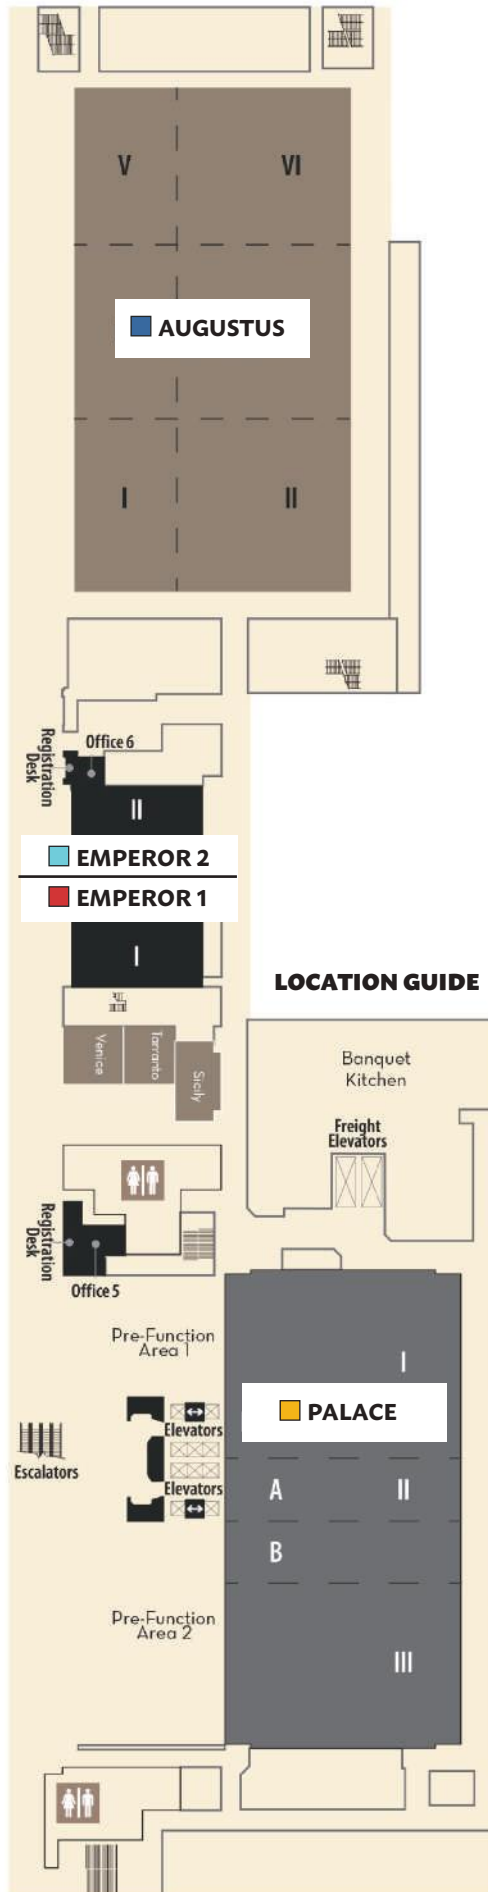 V
VI
AUGUSTUS
I
II
Registration
Desk
Office 6
II
EMPEROR 2
EMPEROR 1
I
LOCATION GUIDE
Venice
Tarranto
Sicily
Banquet
Kitchen
Freight
Elevators
Registration
Desk
Office 5
Pre-Function
Area 1
I
PALACE
Elevators
Escalators
Elevators
A
II
B
Pre-Function
Area 2
III